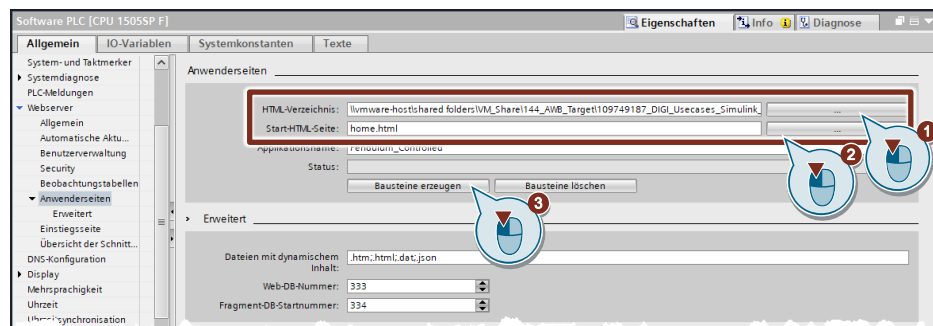 Software PLC [CPU 1505SP F]
Eigenschaften Info Diagnose
Allgemein IO-Variablen Systemkonstanten Texte
System- und Taktmerker
Systemdiagnose
PLC-Meldungen
Webserver
Allgemein
Automatische Aktu...
Benutzerverwaltung
Security
Beobachtungstabellen
Anwenderseiten
Erweitert
Einstiegsseite
Übersicht der Schnitt...
DNS-Konfiguration
Display
Mehrsprachigkeit
Uhrzeit
Uhrzeitsynchronisation
Anwenderseiten
HTML-Verzeichnis: \\vmware-host\shared folders\VM_Share\144_AWB_Target\109749187_DIGI_Usecases_Simulink_ ...
1
Start-HTML-Seite: home.html ...
2
Applikationsname: Pendulum_Controlled
Status:
Bausteine erzeugen Bausteine löschen
3
Erweitert
Dateien mit dynamischem Inhalt: .htm;.html;.dat;.json
Web-DB-Nummer: 333
Fragment-DB-Startnummer: 334